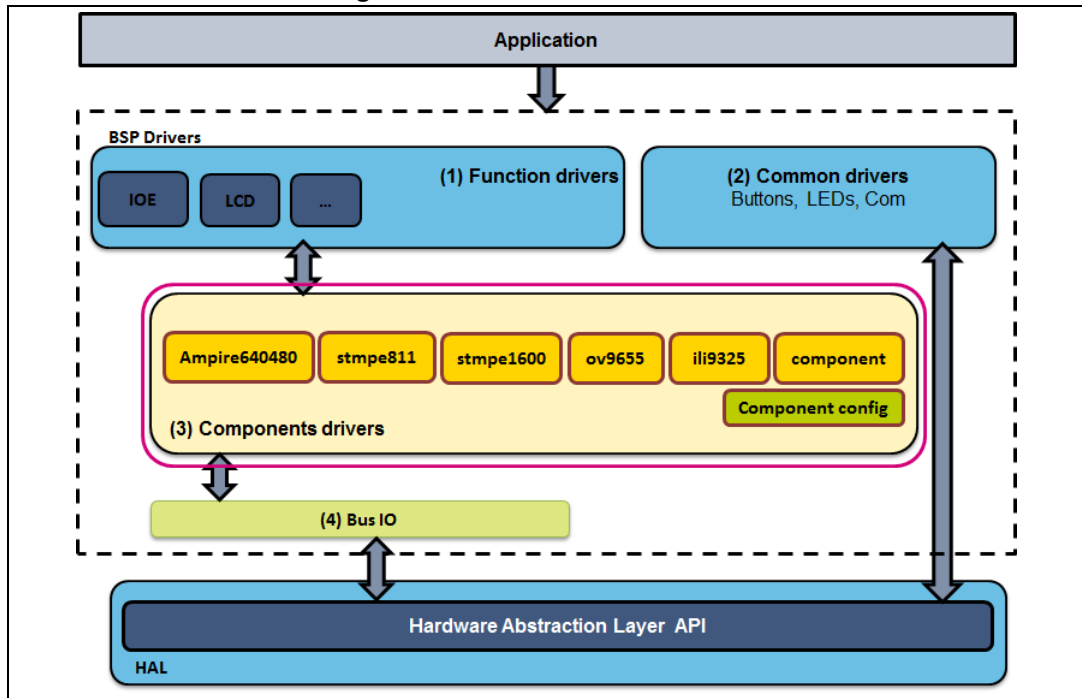 Application
BSP Drivers
(1) Function drivers
IOE
LCD
...
(2) Common drivers
Buttons, LEDs, Com
Ampire640480
stmpe811
stmpe1600
ov9655
ili9325
component
Component config
(3) Components drivers
(4) Bus IO
Hardware Abstraction Layer API
HAL